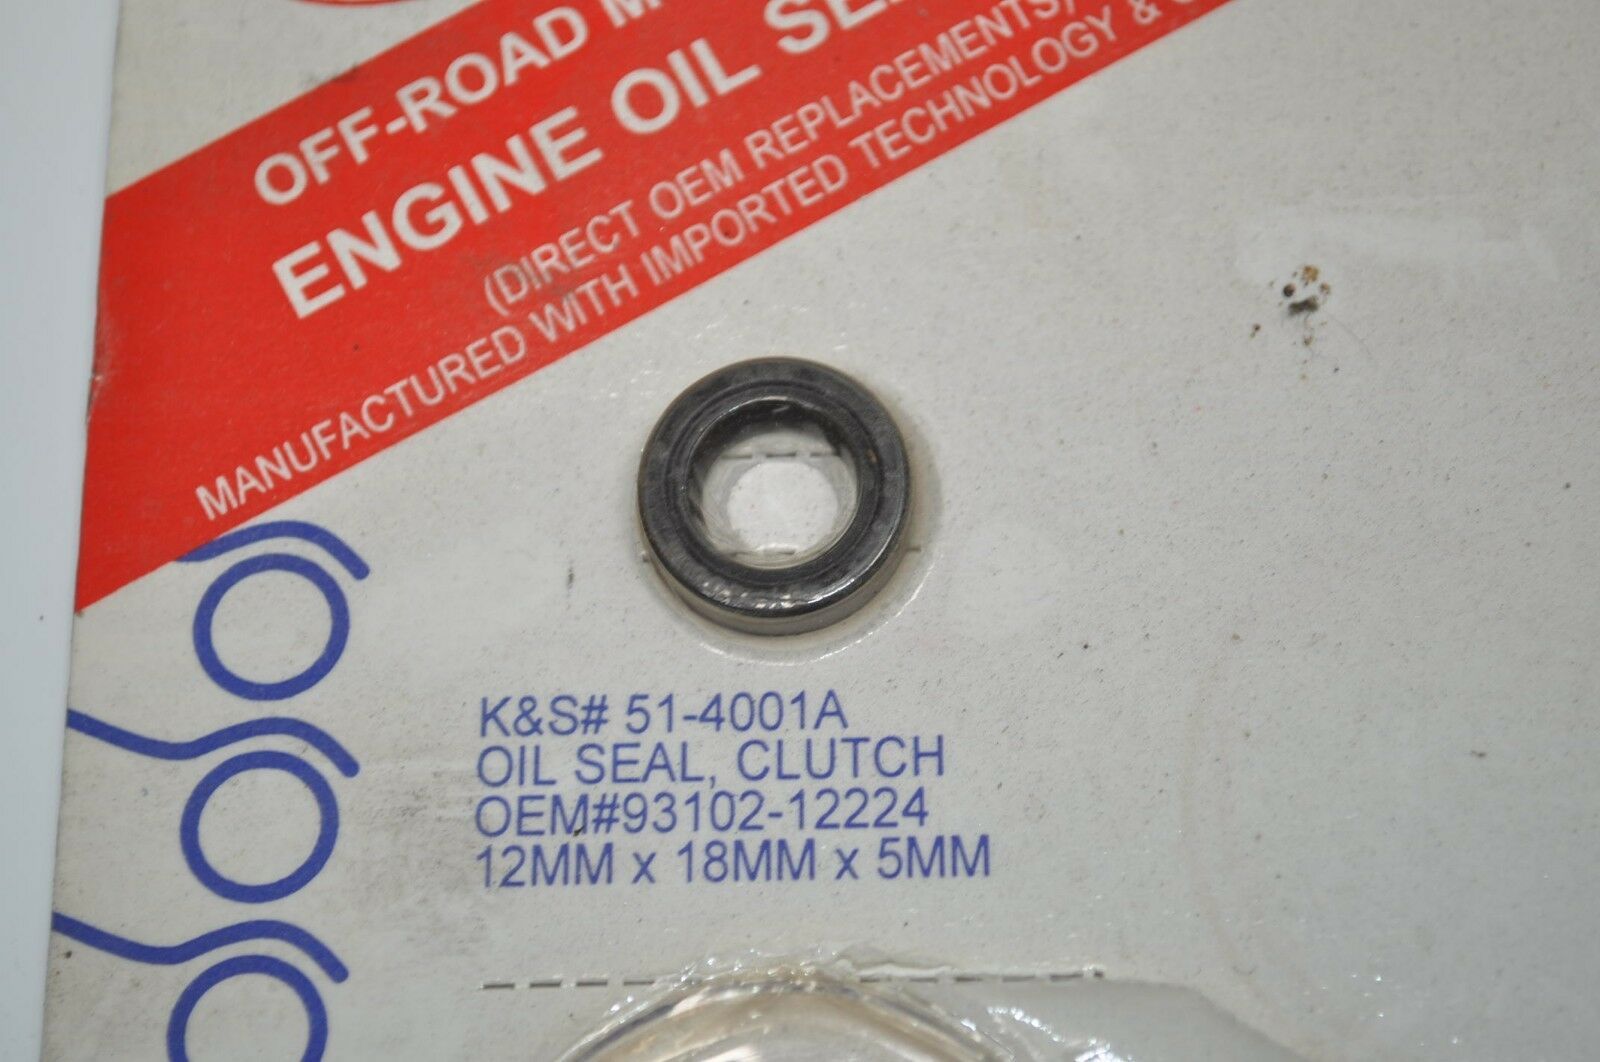 OFF-ROAD
ENGINE OIL
(DIRECT OEM REPLACEMENTS)
MANUFACTURED WITH IMPORTED TECHNOLOGY &
K&S# 51-4001A
OIL SEAL, CLUTCH
OEM#93102-12224
12MM x 18MM x 5MM